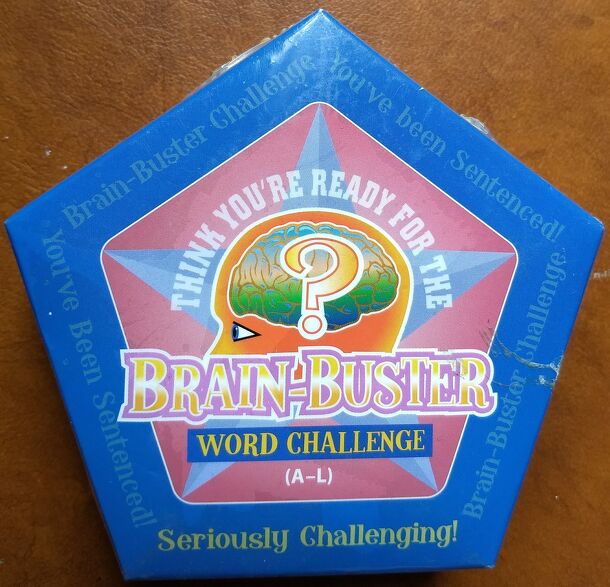 Brain-Buster Challenge
You've been Sentenced!
THINK YOU'RE READY FOR THE
?
BRAIN-BUSTER
WORD CHALLENGE
(A–L)
You've Been Sentenced!
Brain-Buster Challenge
Seriously Challenging!